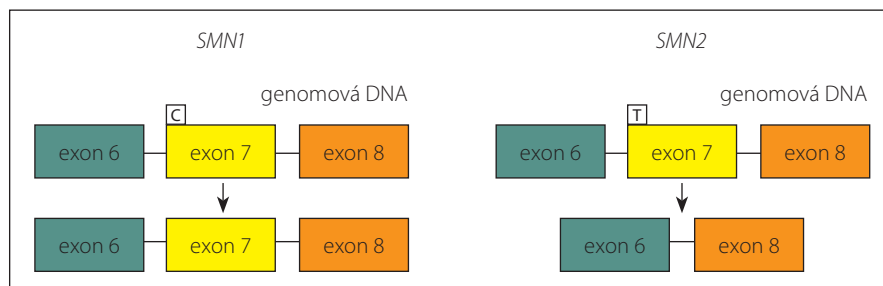 SMN1
genomová DNA
C
exon 6 exon 7 exon 8
exon 6 exon 7 exon 8
SMN2
genomová DNA
T
exon 6 exon 7 exon 8
exon 6 exon 8